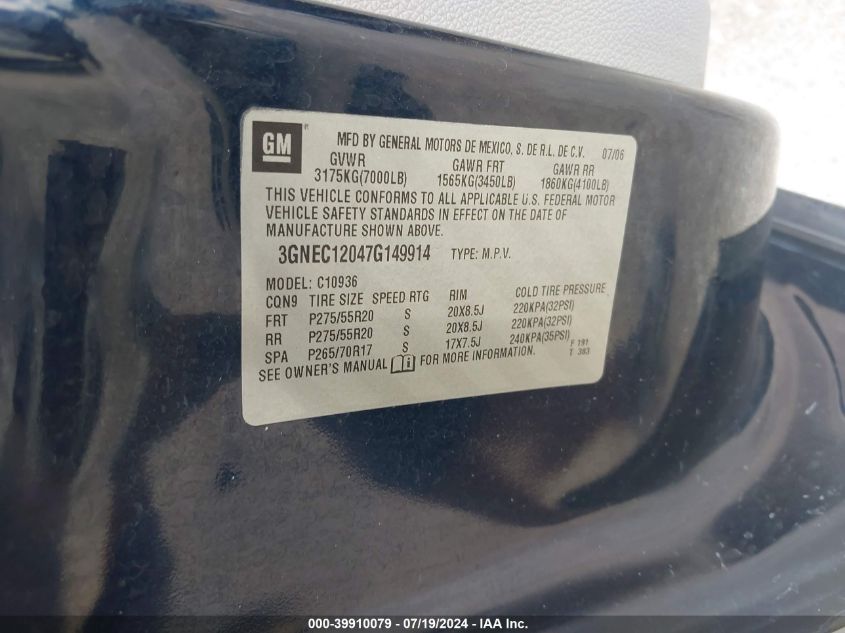 GM ® MFD BY GENERAL MOTORS DE MEXICO, S. DE R.L. DE C.V. 07/06
GVWR GAWR FRT GAWR RR
3175KG(7000LB) 1565KG(3450LB) 1860KG(4100LB)
THIS VEHICLE CONFORMS TO ALL APPLICABLE U.S. FEDERAL MOTOR
VEHICLE SAFETY STANDARDS IN EFFECT ON THE DATE OF
MANUFACTURE SHOWN ABOVE.
3GNEC12047G149914 TYPE: M.P.V.
MODEL: C10936
CQN9 TIRE SIZE SPEED RTG RIM COLD TIRE PRESSURE
FRT P275/55R20 S 20X8.5J 220KPA(32PSI)
RR P275/55R20 S 20X8.5J 220KPA(32PSI)
SPA P265/70R17 S 17X7.5J 240KPA(35PSI) F 191
T 383
SEE OWNER'S MANUAL FOR MORE INFORMATION.
000-39910079 - 07/19/2024 - IAA Inc.